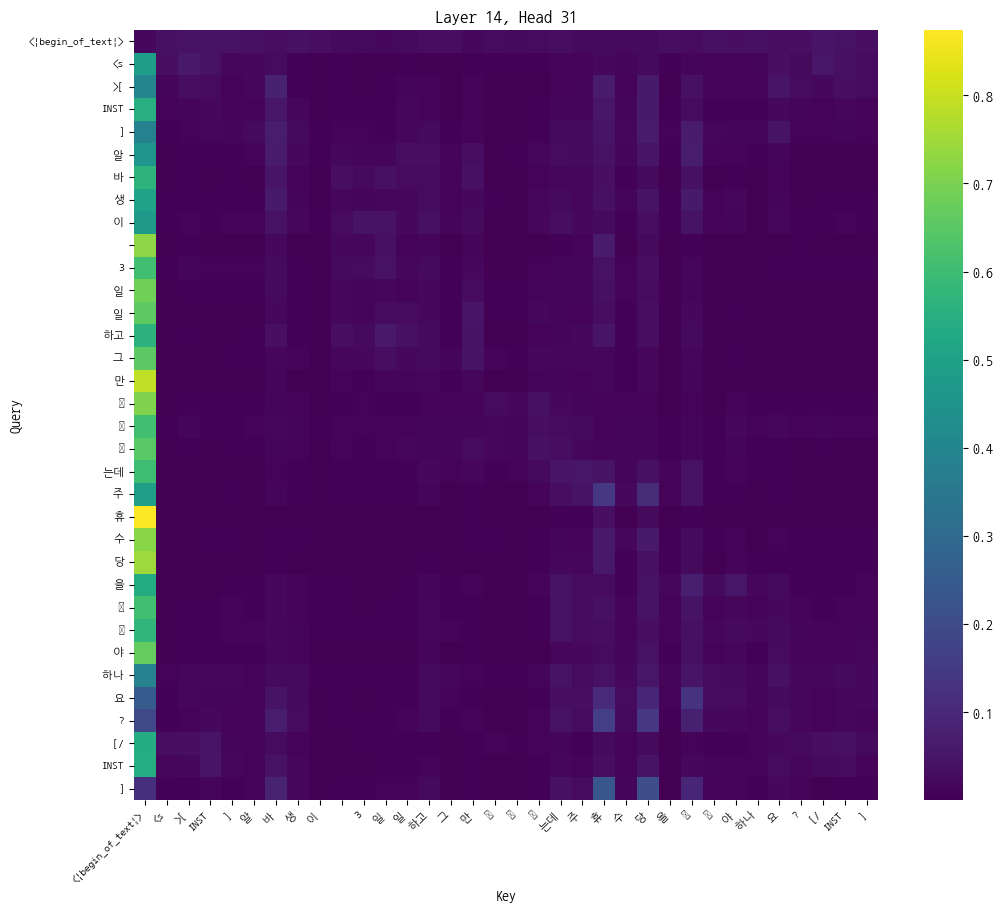 Layer 14, Head 31
Query
<|begin_of_text|>
<s
>[
INST
]
알
바
생
이
3
일
일
하고
그
만
는데
주
휴
수
당
을
야
하나
요
?
[/
INST
]
<|begin_of_text|>
<s
>[
INST
]
알
바
생
이
3
일
일
하고
그
만
는데
주
휴
수
당
을
야
하나
요
?
[/
INST
]
Key
0.8
0.7
0.6
0.5
0.4
0.3
0.2
0.1